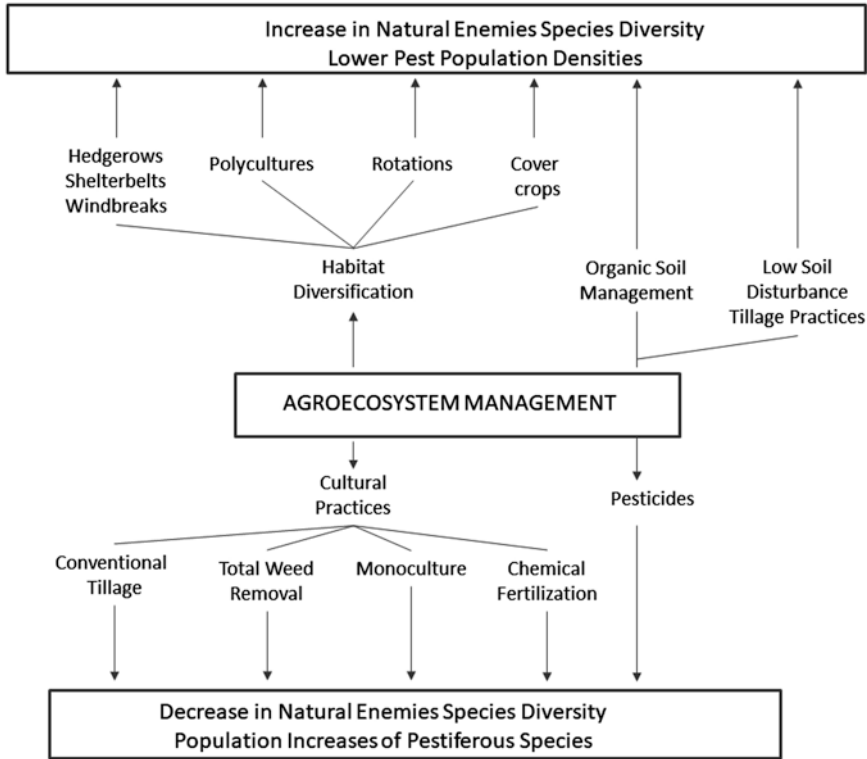 Increase in Natural Enemies Species Diversity
Lower Pest Population Densities
Hedgerows
Shelterbelts
Windbreaks
Polycultures
Rotations
Cover
crops
Habitat
Diversification
Organic Soil
Management
Low Soil
Disturbance
Tillage Practices
AGROECOSYSTEM MANAGEMENT
Cultural
Practices
Pesticides
Conventional
Tillage
Total Weed
Removal
Monoculture
Chemical
Fertilization
Decrease in Natural Enemies Species Diversity
Population Increases of Pestiferous Species